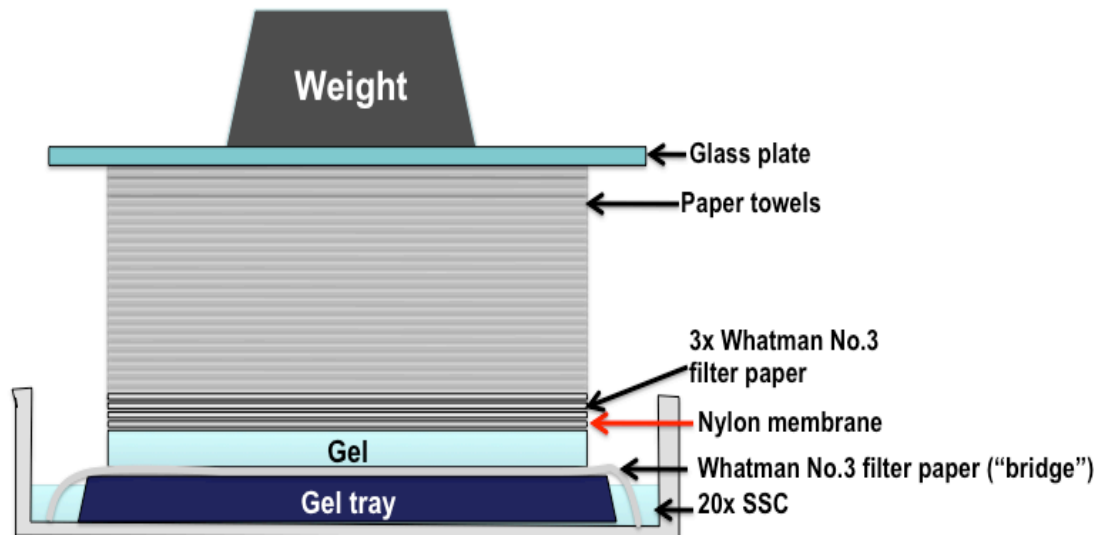 Weight
Glass plate
Paper towels
3x Whatman No.3
filter paper
Nylon membrane
Gel
Whatman No.3 filter paper (“bridge”)
Gel tray
20x SSC